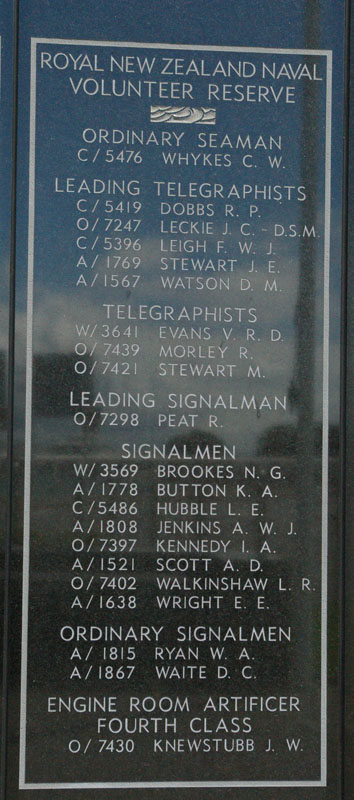 ROYAL NEW ZEALAND NAVAL
VOLUNTEER RESERVE
ORDINARY SEAMAN
C/5476 WHYKES C. W.
LEADING TELEGRAPHISTS
C/5419 DOBBS R. P.
O/7247 LECKIE J. C. - D.S.M.
C/5396 LEIGH F. W. J.
A/1769 STEWART J. E.
A/1567 WATSON D. M.
TELEGRAPHISTS
W/3641 EVANS V. R. D.
O/7439 MORLEY R.
O/7421 STEWART M.
LEADING SIGNALMAN
O/7298 PEAT R.
SIGNALMEN
W/3569 BROOKES N. G.
A/1778 BUTTON K. A.
C/5486 HUBBLE L. E.
A/1808 JENKINS A. W. J.
O/7397 KENNEDY I. A.
A/1521 SCOTT A. D.
O/7402 WALKINSHAW L. R.
A/1638 WRIGHT E. E.
ORDINARY SIGNALMEN
A/1815 RYAN W. A.
A/1867 WAITE D. C.
ENGINE ROOM ARTIFICER
FOURTH CLASS
O/7430 KNEWSTUBB J. W.